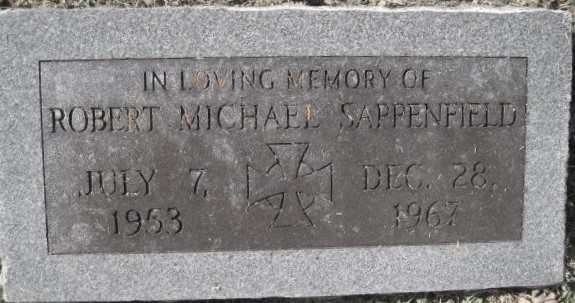 IN LOVING MEMORY OF
ROBERT MICHAEL SAPPENFIELD
JULY 7, DEC. 28,
1953 1967